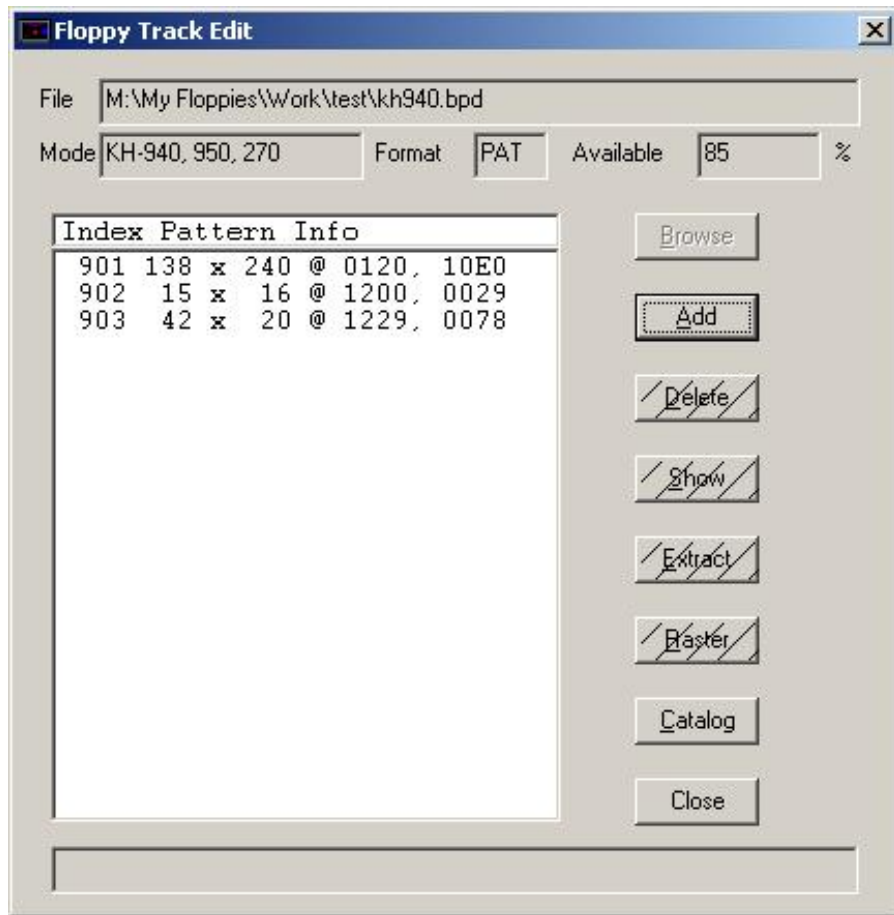 Floppy Track Edit
File M:\My Floppies\Work\test\kh940.bpd
Mode KH-940, 950, 270 Format PAT Available 85 %
Index Pattern Info
901 138 x 240 @ 0120, 10E0
902 15 x 16 @ 1200, 0029
903 42 x 20 @ 1229, 0078
Browse
Add
Delete
Show
Extract
Raster
Catalog
Close